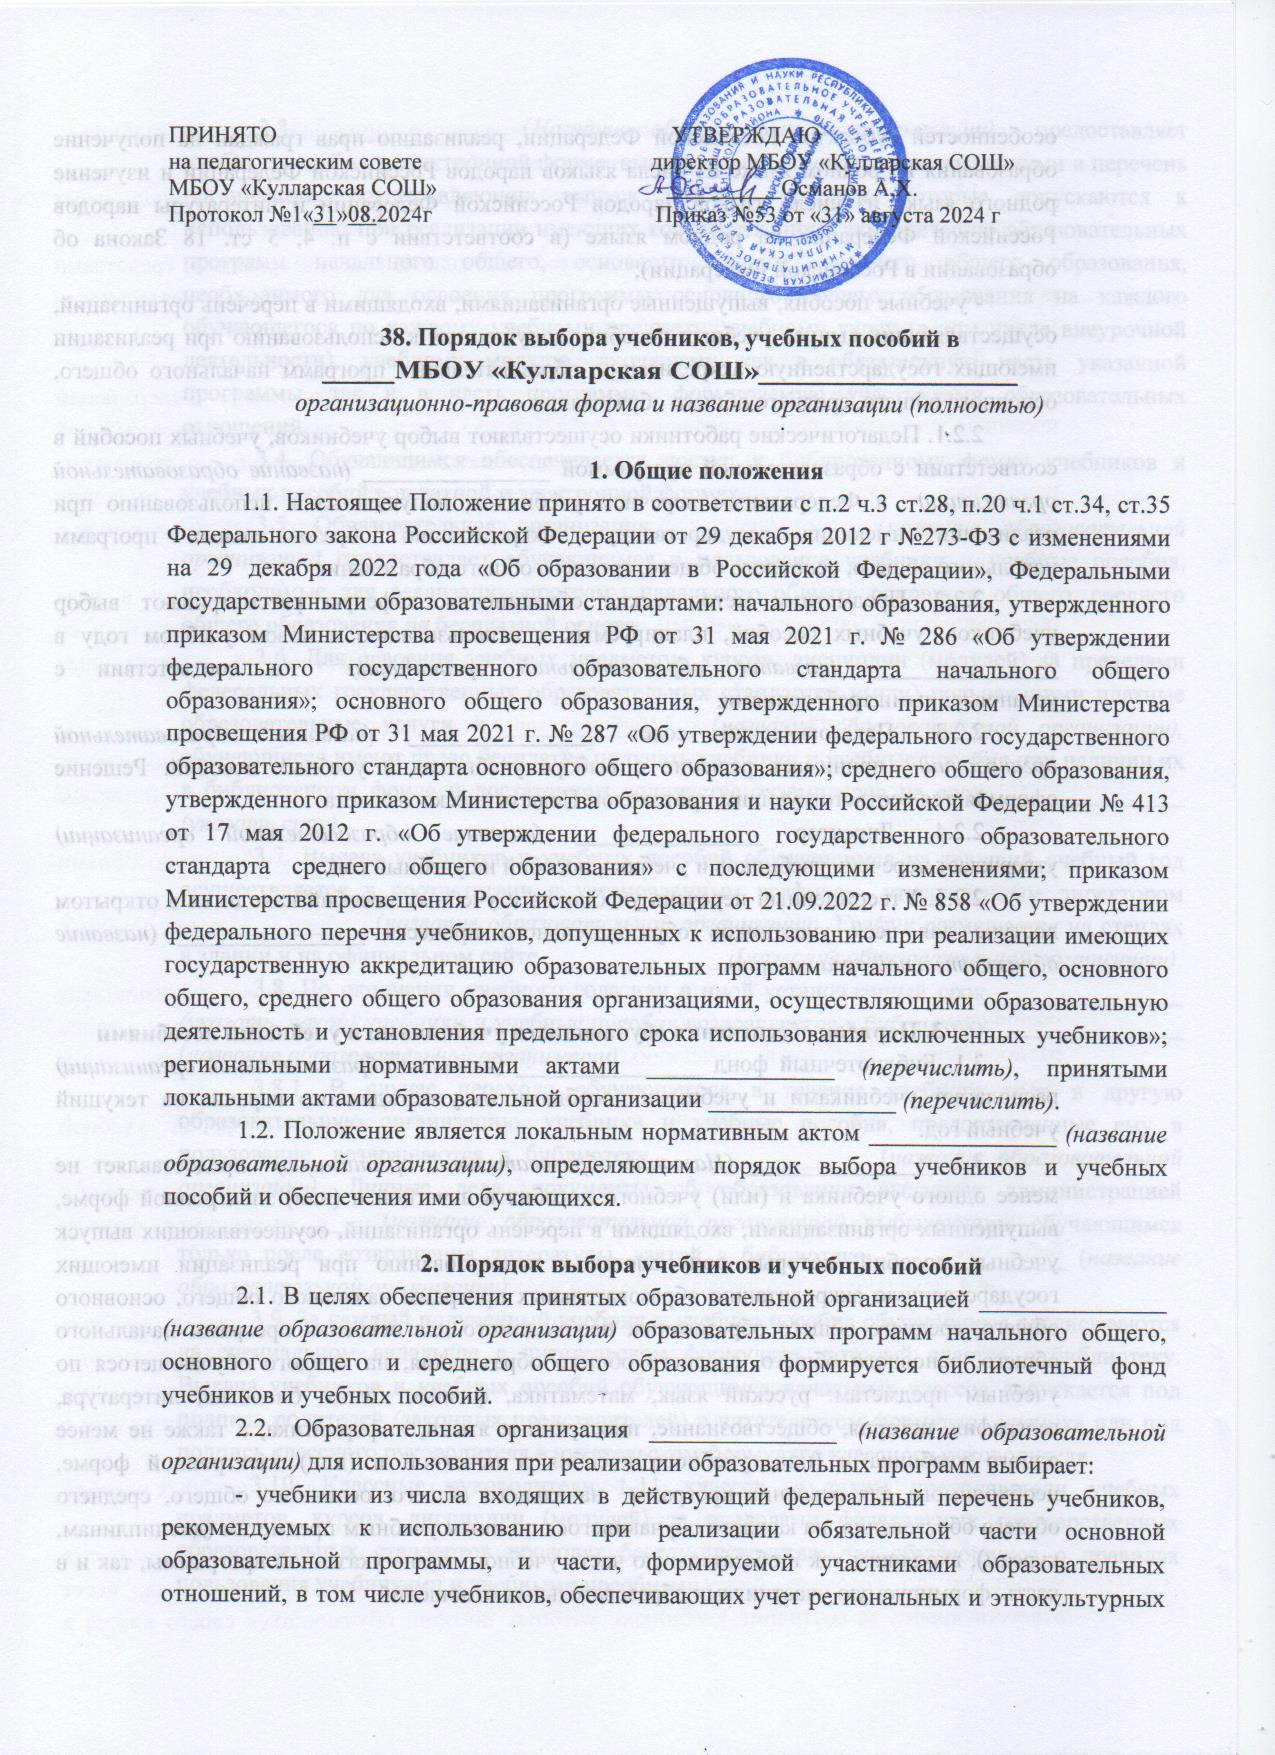 ПРИНЯТО УТВЕРЖДАЮ
на педагогическим совете директор МБОУ «Кулларская СОШ»
МБОУ «Кулларская СОШ» Османов А.Х.
Протокол №1«31»08.2024г Приказ №53 от «31» августа 2024 г
38. Порядок выбора учебников, учебных пособий в
_____МБОУ «Кулларская СОШ»___________________
организационно-правовая форма и название организации (полностью)
1. Общие положения
1.1. Настоящее Положение принято в соответствии с п.2 ч.3 ст.28, п.20 ч.1 ст.34, ст.35
Федерального закона Российской Федерации от 29 декабря 2012 г №273-ФЗ с изменениями
на 29 декабря 2022 года «Об образовании в Российской Федерации», Федеральными
государственными образовательными стандартами: начального образования, утвержденного
приказом Министерства просвещения РФ от 31 мая 2021 г. № 286 «Об утверждении
федерального государственного образовательного стандарта начального общего
образования»; основного общего образования, утвержденного приказом Министерства
просвещения РФ от 31 мая 2021 г. № 287 «Об утверждении федерального государственного
образовательного стандарта основного общего образования»; среднего общего образования,
утвержденного приказом Министерства образования и науки Российской Федерации № 413
от 17 мая 2012 г. «Об утверждении федерального государственного образовательного
стандарта среднего общего образования» с последующими изменениями; приказом
Министерства просвещения Российской Федерации от 21.09.2022 г. № 858 «Об утверждении
федерального перечня учебников, допущенных к использованию при реализации имеющих
государственную аккредитацию образовательных программ начального общего, основного
общего, среднего общего образования организациями, осуществляющими образовательную
деятельность и установления предельного срока использования исключенных учебников»;
региональными нормативными актами _______________ (перечислить), принятыми
локальными актами образовательной организации _______________ (перечислить).
1.2. Положение является локальным нормативным актом _______________ (название
образовательной организации), определяющим порядок выбора учебников и учебных
пособий и обеспечения ими обучающихся.
2. Порядок выбора учебников и учебных пособий
2.1. В целях обеспечения принятых образовательной организацией _______________
(название образовательной организации) образовательных программ начального общего,
основного общего и среднего общего образования формируется библиотечный фонд
учебников и учебных пособий.
2.2. Образовательная организация _______________ (название образовательной
организации) для использования при реализации образовательных программ выбирает:
- учебники из числа входящих в действующий федеральный перечень учебников,
рекомендуемых к использованию при реализации обязательной части основной
образовательной программы, и части, формируемой участниками образовательных
отношений, в том числе учебников, обеспечивающих учет региональных и этнокультурных